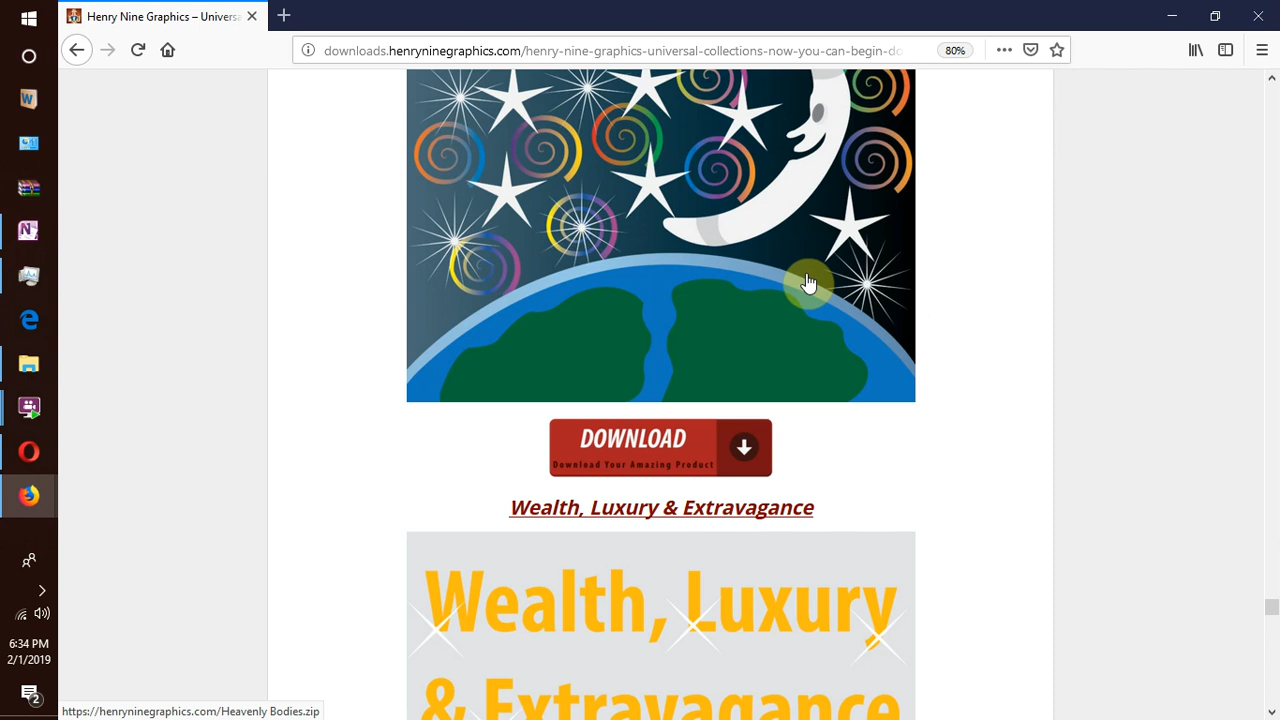 Henry Nine Graphics – Universa
downloads.henryninegraphics.com/henry-nine-graphics-universal-collections-now-you-can-begin-do
80%
DOWNLOAD
Download Your Amazing Product
Wealth, Luxury & Extravagance
Wealth, Luxury
& Extravagance
6:34 PM
2/1/2019
2
https://henryninegraphics.com/Heavenly Bodies.zip